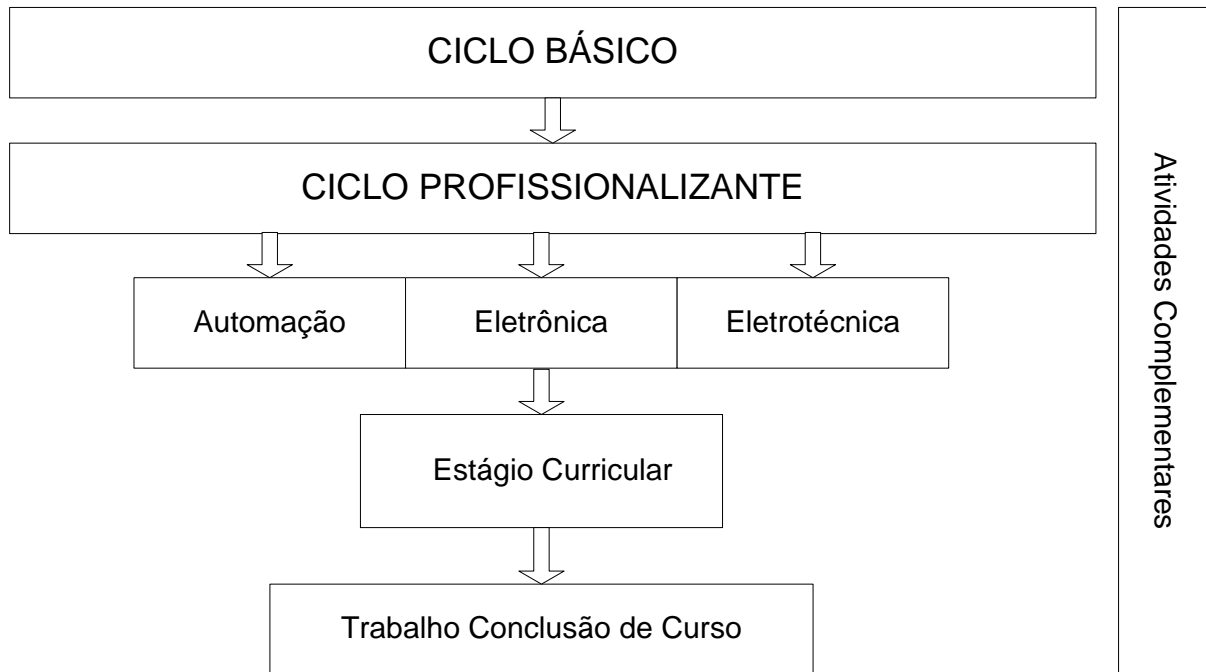 CICLO BÁSICO
CICLO PROFISSIONALIZANTE
Automação
Eletrônica
Eletrotécnica
Estágio Curricular
Trabalho Conclusão de Curso
Atividades Complementares